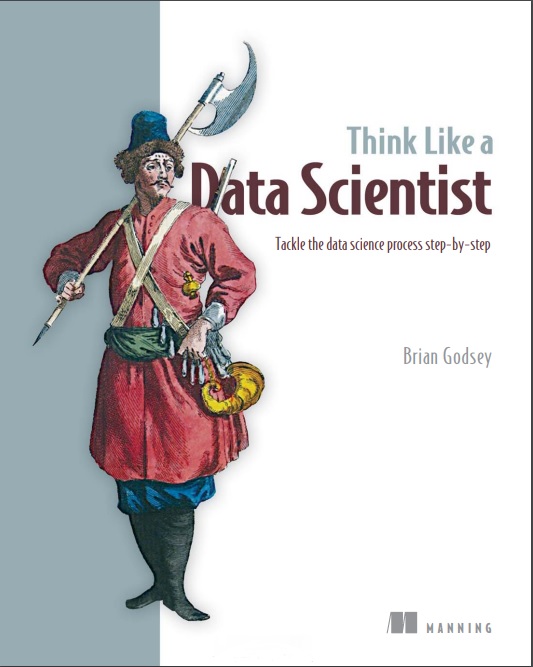 Think Like a
Data Scientist
Tackle the data science process step-by-step
Brian Godsey
MANNING